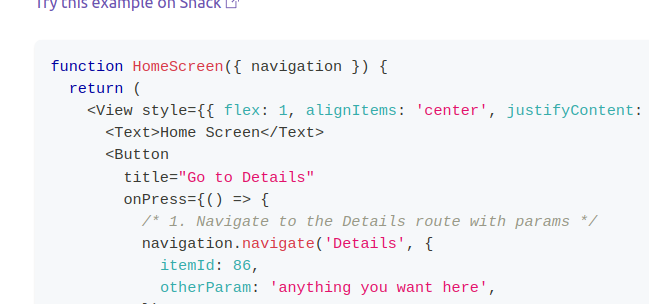 Try this example on Snack
function HomeScreen({ navigation }) {
  return (
    <View style={{ flex: 1, alignItems: 'center', justifyContent:
      <Text>Home Screen</Text>
      <Button
        title="Go to Details"
        onPress={() => {
          /* 1. Navigate to the Details route with params */
          navigation.navigate('Details', {
            itemId: 86,
            otherParam: 'anything you want here',